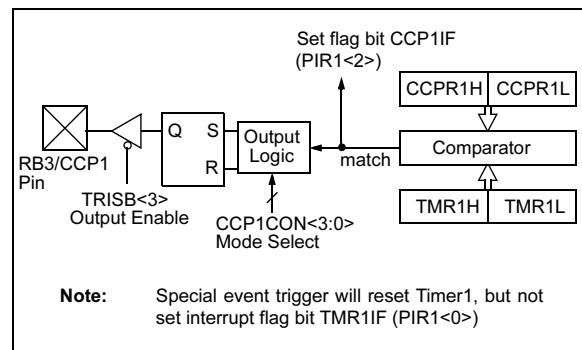 Set flag bit CCP1IF
(PIR1<2>)
CCPR1H CCPR1L
Q S
R
Output
Logic
match
Comparator
RB3/CCP1
Pin
TRISB<3>
Output Enable
CCP1CON<3:0>
Mode Select
TMR1H TMR1L
Note: Special event trigger will reset Timer1, but not
set interrupt flag bit TMR1IF (PIR1<0>)